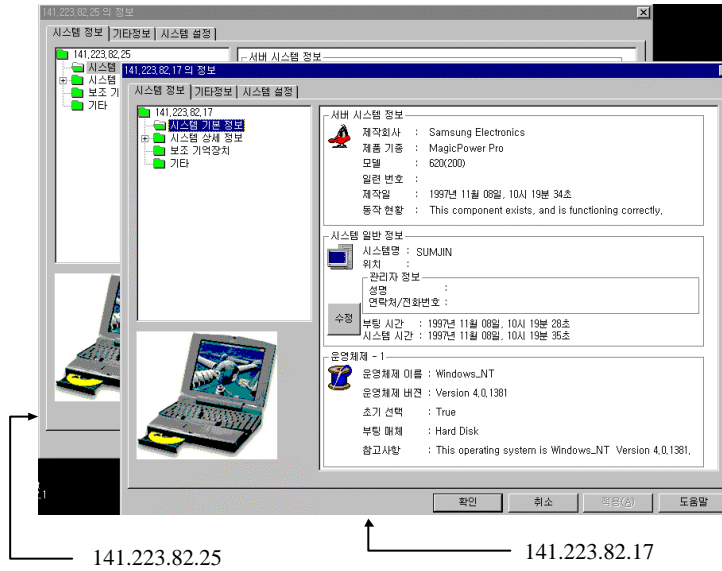 141,223,82,25 의 정보
시스템 정보 기타정보 시스템 설정
141,223,82,25
서버 시스템 정보
시스템
시스템
보조 기
기타
141,223,82,17 의 정보
시스템 정보 기타정보 시스템 설정
141,223,82,17
시스템 기본 정보
시스템 상세 정보
보조 기억장치
기타
서버 시스템 정보
제작회사 : Samsung Electronics
제품 기종 : MagicPower Pro
모델 : 620(200)
일련 번호 :
제작일 : 1997년 11월 08일, 10시 19분 34초
동작 현황 : This component exists, and is functioning correctly,
시스템 일반 정보
시스템명 : SUMJIN
위치 :
관리자 정보
성명 :
연락처/전화번호 :
수정
부팅 시간 : 1997년 11월 08일, 10시 19분 28초
시스템 시간 : 1997년 11월 08일, 10시 19분 35초
운영체제 - 1
운영체제 이름 : Windows_NT
운영체제 버젼 : Version 4,0,1381
초기 선택 : True
부팅 매체 : Hard Disk
참고사항 : This operating system is Windows_NT Version 4,0,1381,
확인 취소 적용(A) 도움말
141.223.82.25
141.223.82.17